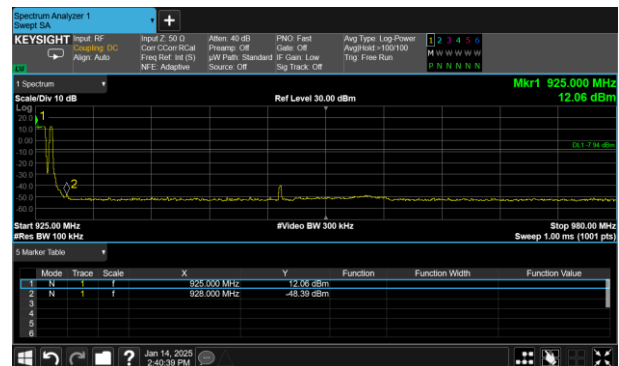 Spectrum Analyzer 1
Swept SA
KEYSIGHT Input: RF
Coupling: DC
Align: Auto
Input Z: 50 Ω
Corr CCorr RCal
Freq Ref: Int (S)
NFE: Adaptive
Atten: 40 dB
Preamp: Off
µW Path: Standard
Source: Off
PNO: Fast
Gate: Off
IF Gain: Low
Sig Track: Off
Avg Type: Log-Power
Avg|Hold:>100/100
Trig: Free Run
1 2 3 4 5 6
M W W W W W
P N N N N N
1 Spectrum
Scale/Div 10 dB
Ref Level 30.00 dBm
Mkr1 925.000 MHz
12.06 dBm
Log
20.0
10.0
0.00
-10.0
-20.0
-30.0
-40.0
-50.0
-60.0
1
2
DL1 -7.94 dBm
Start 925.00 MHz
#Res BW 100 kHz
#Video BW 300 kHz
Stop 980.00 MHz
Sweep 1.00 ms (1001 pts)
5 Marker Table
Mode Trace Scale X Y Function Function Width Function Value
1 N 1 f 925.000 MHz 12.06 dBm
2 N 1 f 928.000 MHz -48.39 dBm
3
4
5
6
?
Jan 14, 2025
2:40:39 PM